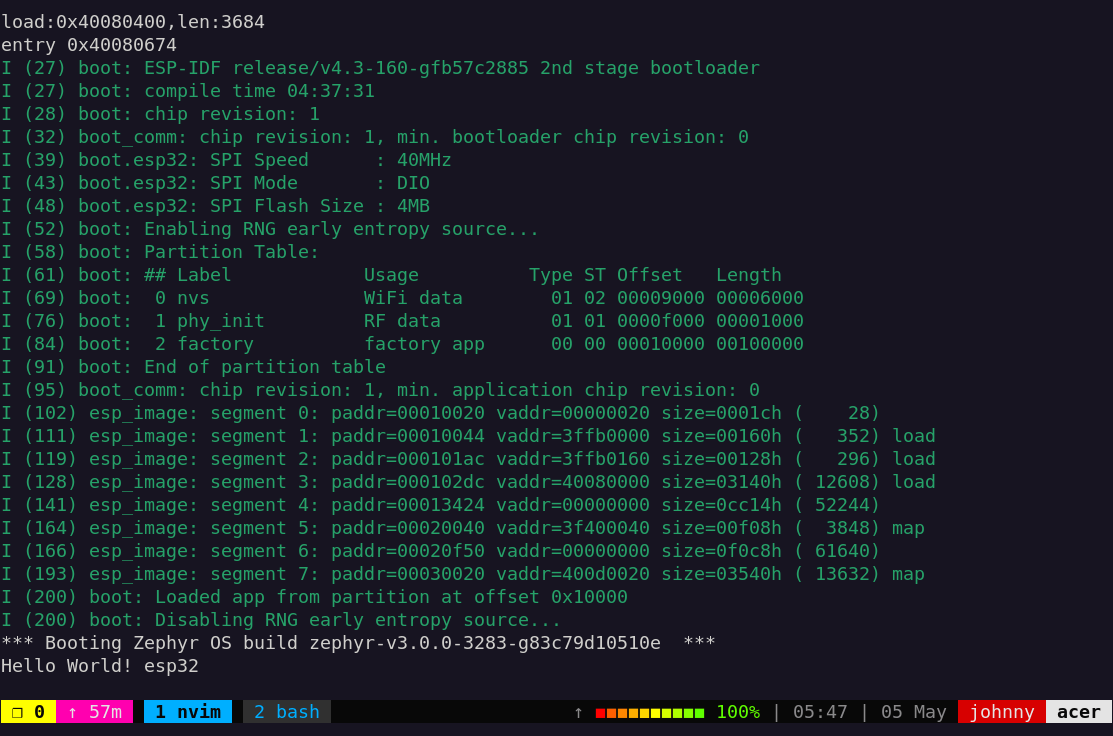 load:0x40080400,len:3684
entry 0x40080674
I (27) boot: ESP-IDF release/v4.3-160-gfb57c2885 2nd stage bootloader
I (27) boot: compile time 04:37:31
I (28) boot: chip revision: 1
I (32) boot_comm: chip revision: 1, min. bootloader chip revision: 0
I (39) boot.esp32: SPI Speed      : 40MHz
I (43) boot.esp32: SPI Mode       : DIO
I (48) boot.esp32: SPI Flash Size : 4MB
I (52) boot: Enabling RNG early entropy source...
I (58) boot: Partition Table:
I (61) boot: ## Label            Usage          Type ST Offset   Length
I (69) boot:  0 nvs              WiFi data        01 02 00009000 00006000
I (76) boot:  1 phy_init         RF data          01 01 0000f000 00001000
I (84) boot:  2 factory          factory app      00 00 00010000 00100000
I (91) boot: End of partition table
I (95) boot_comm: chip revision: 1, min. application chip revision: 0
I (102) esp_image: segment 0: paddr=00010020 vaddr=00000020 size=0001ch (    28)
I (111) esp_image: segment 1: paddr=00010044 vaddr=3ffb0000 size=00160h (   352) load
I (119) esp_image: segment 2: paddr=000101ac vaddr=3ffb0160 size=00128h (   296) load
I (128) esp_image: segment 3: paddr=000102dc vaddr=40080000 size=03140h ( 12608) load
I (141) esp_image: segment 4: paddr=00013424 vaddr=00000000 size=0cc14h ( 52244)
I (164) esp_image: segment 5: paddr=00020040 vaddr=3f400040 size=00f08h (  3848) map
I (166) esp_image: segment 6: paddr=00020f50 vaddr=00000000 size=0f0c8h ( 61640)
I (193) esp_image: segment 7: paddr=00030020 vaddr=400d0020 size=03540h ( 13632) map
I (200) boot: Loaded app from partition at offset 0x10000
I (200) boot: Disabling RNG early entropy source...
*** Booting Zephyr OS build zephyr-v3.0.0-3283-g83c79d10510e  ***
Hello World! esp32
❐ 0 ↑ 57m 1 nvim 2 bash ↑ 100% | 05:47 | 05 May johnny acer